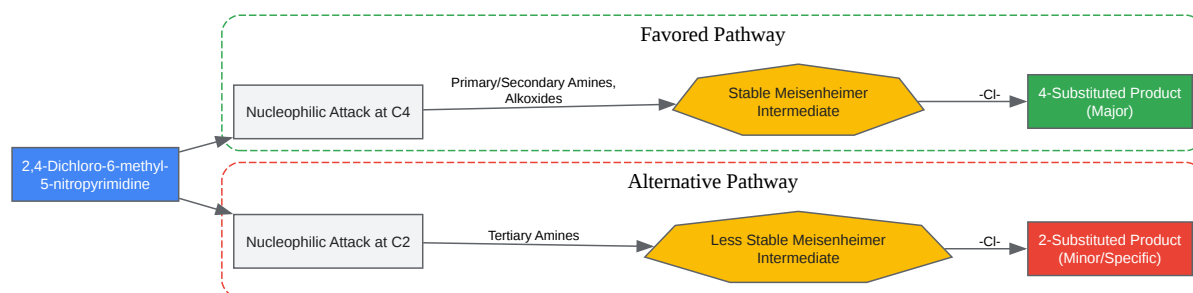 Favored Pathway
Primary/Secondary Amines,
Alkoxides
Nucleophilic Attack at C4
Stable Meisenheimer
Intermediate
-Cl-
4-Substituted Product
(Major)
2,4-Dichloro-6-methyl-
5-nitropyrimidine
Alternative Pathway
Nucleophilic Attack at C2
Tertiary Amines
Less Stable Meisenheimer
Intermediate
-Cl-
2-Substituted Product
(Minor/Specific)